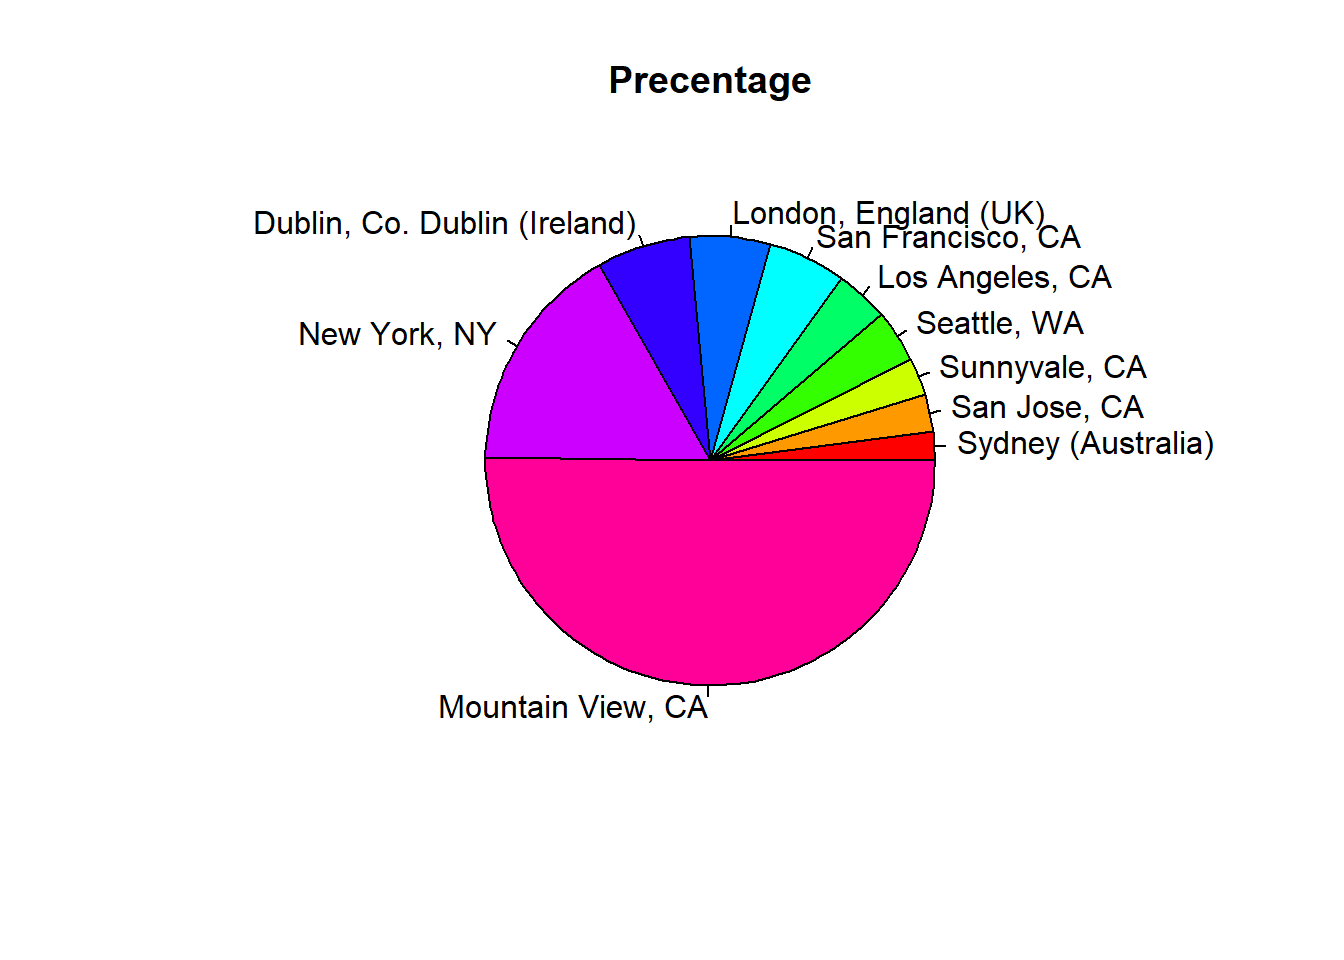 Precentage
London, England (UK)
Dublin, Co. Dublin (Ireland)
San Francisco, CA
Los Angeles, CA
Seattle, WA
New York, NY
Sunnyvale, CA
San Jose, CA
Sydney (Australia)
Mountain View, CA